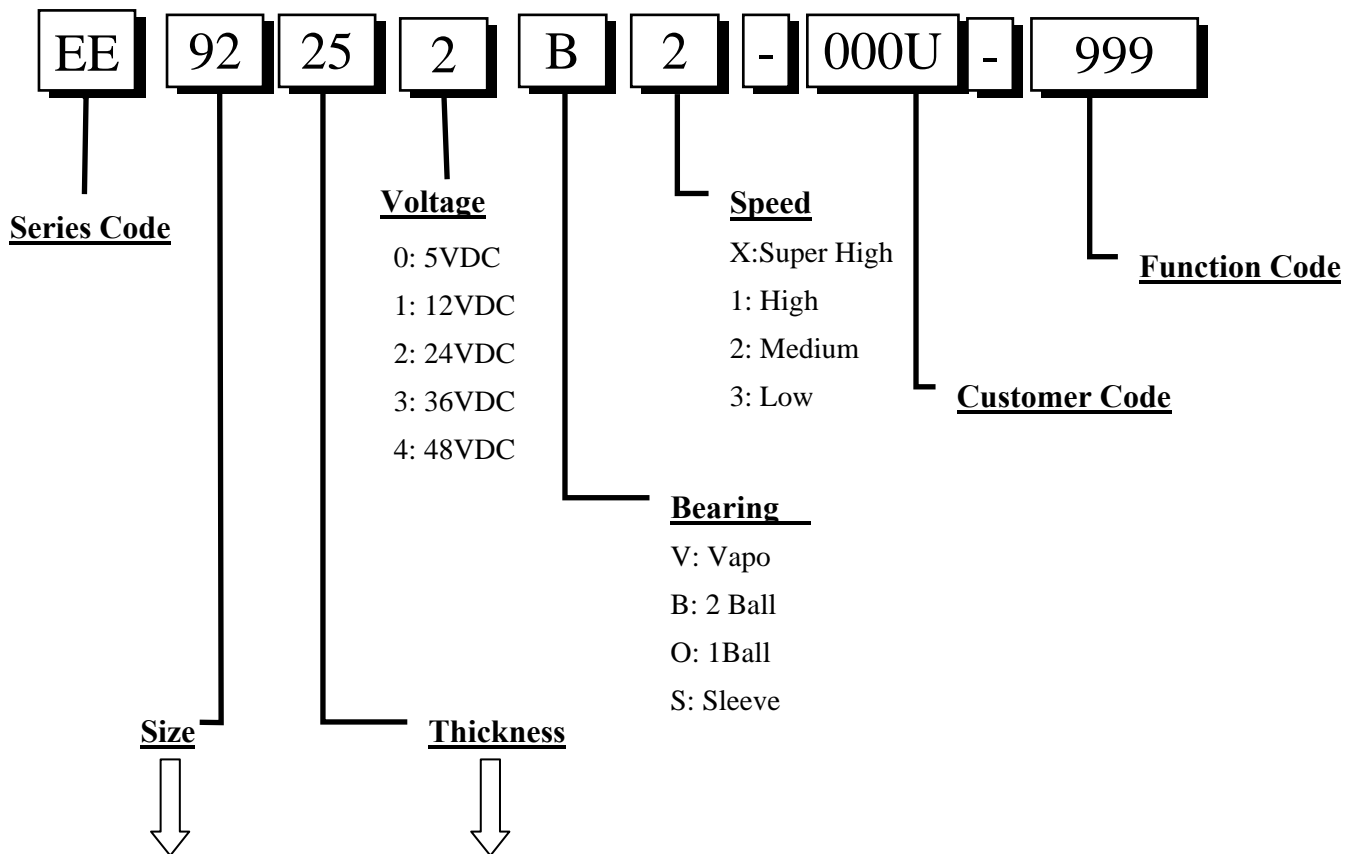 EE 92 25 2 B 2 - 000U - 999
Series Code
Voltage
0: 5VDC
1: 12VDC
2: 24VDC
3: 36VDC
4: 48VDC
Speed
X:Super High
1: High
2: Medium
3: Low
Function Code
Customer Code
Bearing
V: Vapo
B: 2 Ball
O: 1Ball
S: Sleeve
Size
Thickness